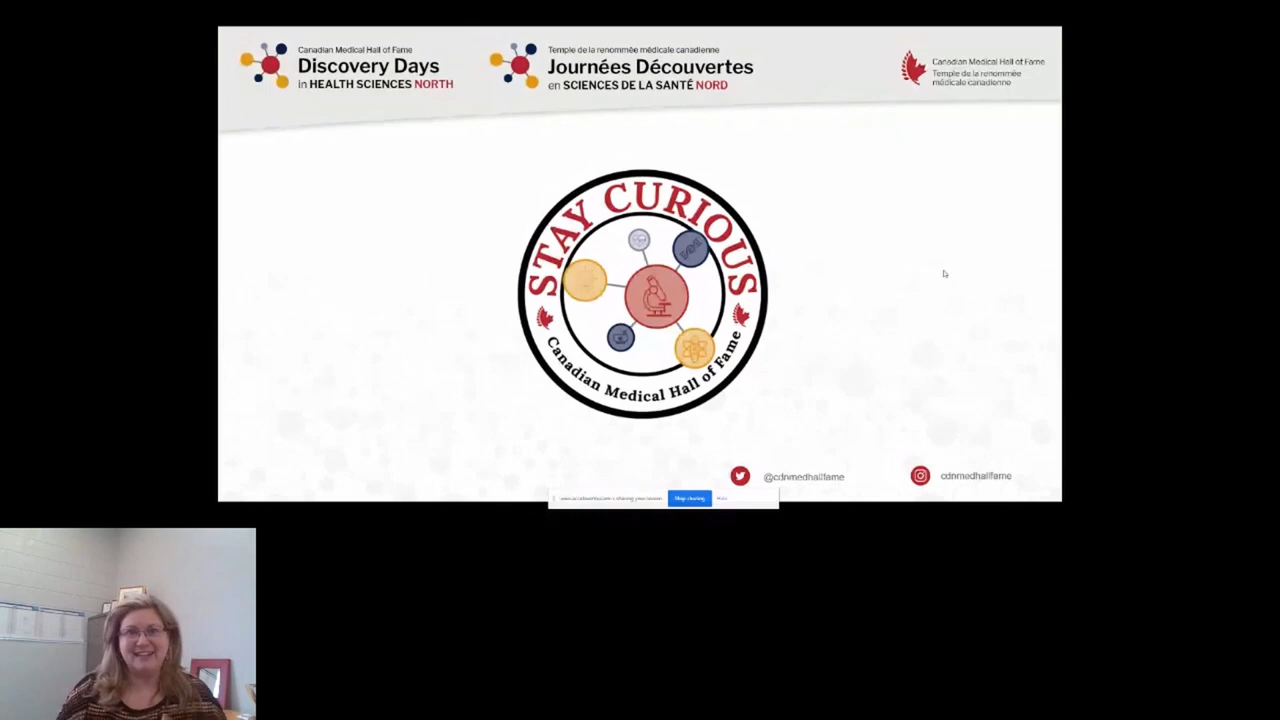 Canadian Medical Hall of Fame
Discovery Days
in HEALTH SCIENCES NORTH
Temple de la renommée médicale canadienne
Journées Découvertes
en SCIENCES DE LA SANTÉ NORD
Canadian Medical Hall of Fame
Temple de la renommée
médicale canadienne
STAY CURIOUS
Canadian Medical Hall of Fame
@cdnmedhallfame
cdnmedhallfame
Stop sharing
Hide